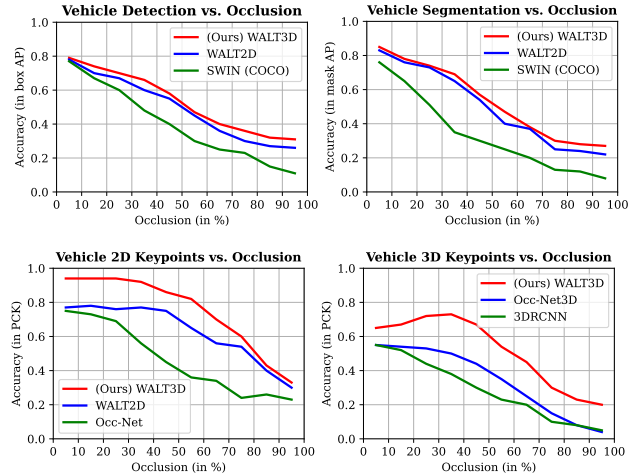 Vehicle Detection vs. Occlusion
1.0
0.8
0.6
0.4
0.2
0.0
Accuracy (in box AP)
(Ours) WALT3D
WALT2D
SWIN (COCO)
0 10 20 30 40 50 60 70 80 90 100
Occlusion (in %)
Vehicle Segmentation vs. Occlusion
1.0
0.8
0.6
0.4
0.2
0.0
Accuracy (in mask AP)
(Ours) WALT3D
WALT2D
SWIN (COCO)
0 10 20 30 40 50 60 70 80 90 100
Occlusion (in %)
Vehicle 2D Keypoints vs. Occlusion
1.0
0.8
0.6
0.4
0.2
0.0
Accuracy (in PCK)
(Ours) WALT3D
WALT2D
Occ-Net
0 10 20 30 40 50 60 70 80 90 100
Occlusion (in %)
Vehicle 3D Keypoints vs. Occlusion
1.0
0.8
0.6
0.4
0.2
0.0
Accuracy (in PCK)
(Ours) WALT3D
Occ-Net3D
3DRCNN
0 10 20 30 40 50 60 70 80 90 100
Occlusion (in %)